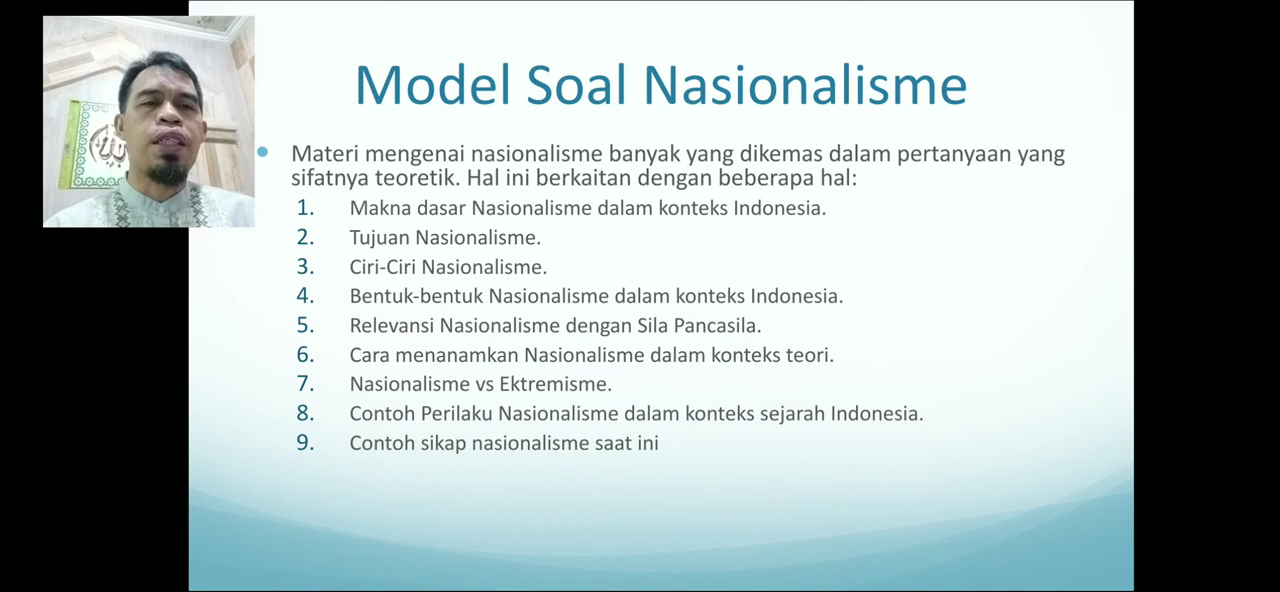 Model Soal Nasionalisme
Materi mengenai nasionalisme banyak yang dikemas dalam pertanyaan yang
sifatnya teoretik. Hal ini berkaitan dengan beberapa hal:
1. Makna dasar Nasionalisme dalam konteks Indonesia.
2. Tujuan Nasionalisme.
3. Ciri-Ciri Nasionalisme.
4. Bentuk-bentuk Nasionalisme dalam konteks Indonesia.
5. Relevansi Nasionalisme dengan Sila Pancasila.
6. Cara menanamkan Nasionalisme dalam konteks teori.
7. Nasionalisme vs Ektremisme.
8. Contoh Perilaku Nasionalisme dalam konteks sejarah Indonesia.
9. Contoh sikap nasionalisme saat ini